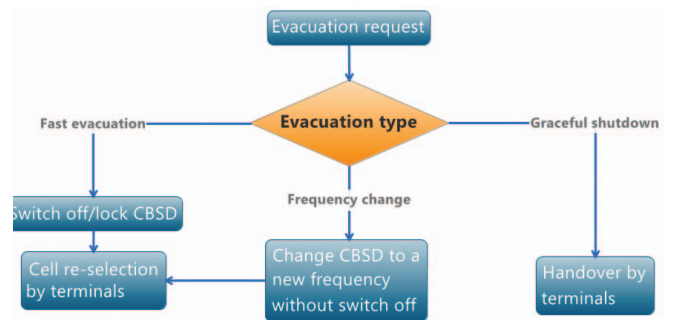 Evacuation request
Evacuation type
Fast evacuation
Graceful shutdown
Frequency change
Switch off/lock CBSD
Cell re-selection
by terminals
Change CBSD to a
new frequency
without switch off
Handover by
terminals